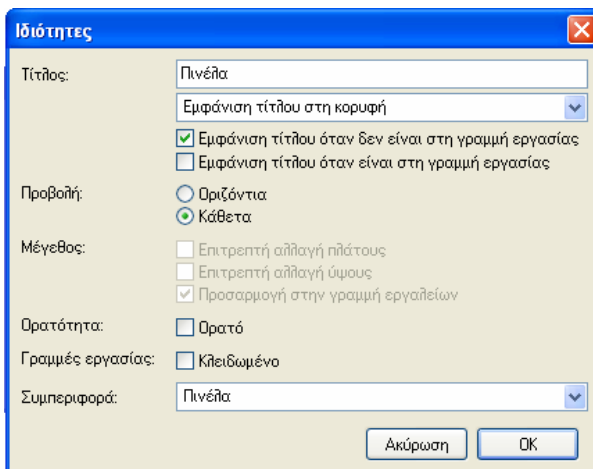 Ιδιότητες
Τίτλος: Πινέλα
Εμφάνιση τίτλου στη κορυφή
Εμφάνιση τίτλου όταν δεν είναι στη γραμμή εργασίας
Εμφάνιση τίτλου όταν είναι στη γραμμή εργασίας
Προβολή: Οριζόντια
Κάθετα
Μέγεθος: Επιτρεπτή αλλαγή πλάτους
Επιτρεπτή αλλαγή ύψους
Προσαρμογή στην γραμμή εργαλείων
Ορατότητα: Ορατό
Γραμμές εργασίας: Κλειδωμένο
Συμπεριφορά: Πινέλα
Ακύρωση OK